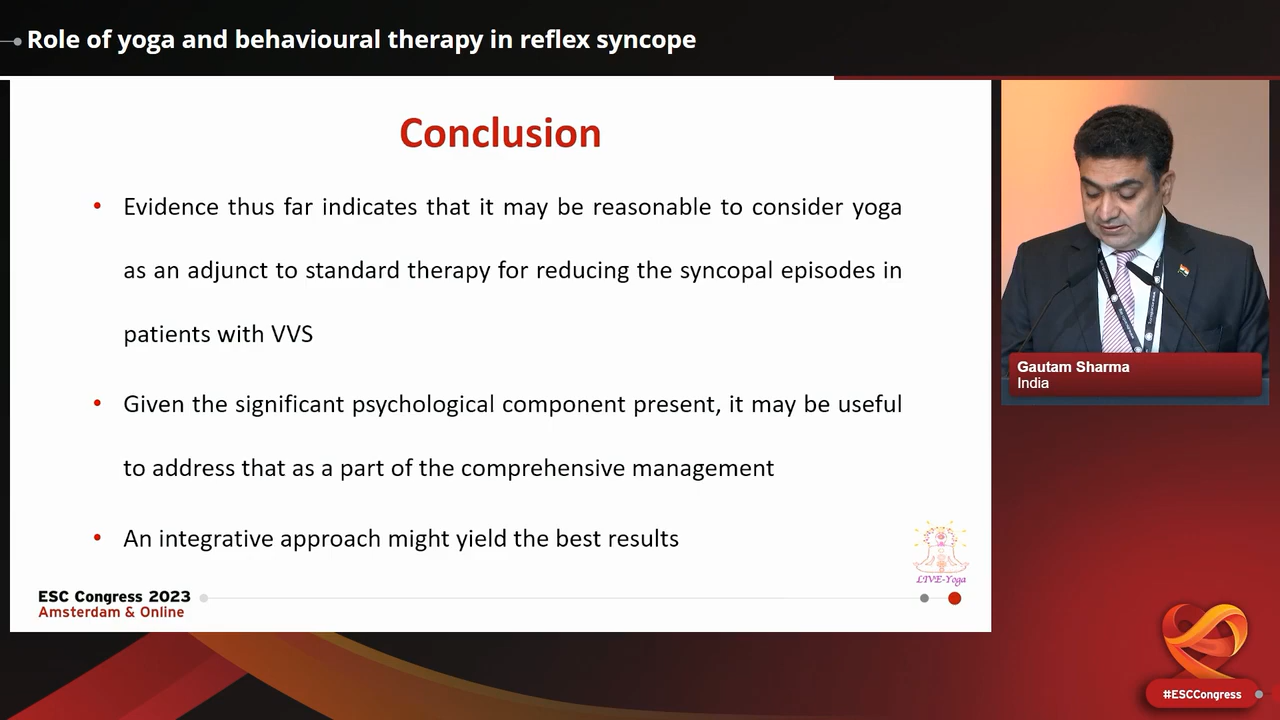 Role of yoga and behavioural therapy in reflex syncope
Conclusion
• Evidence thus far indicates that it may be reasonable to consider yoga
as an adjunct to standard therapy for reducing the syncopal episodes in
patients with VVS
• Given the significant psychological component present, it may be useful
to address that as a part of the comprehensive management
• An integrative approach might yield the best results
LIVE-Yoga
ESC Congress 2023
Amsterdam & Online
Gautam Sharma
India
#ESCCongress